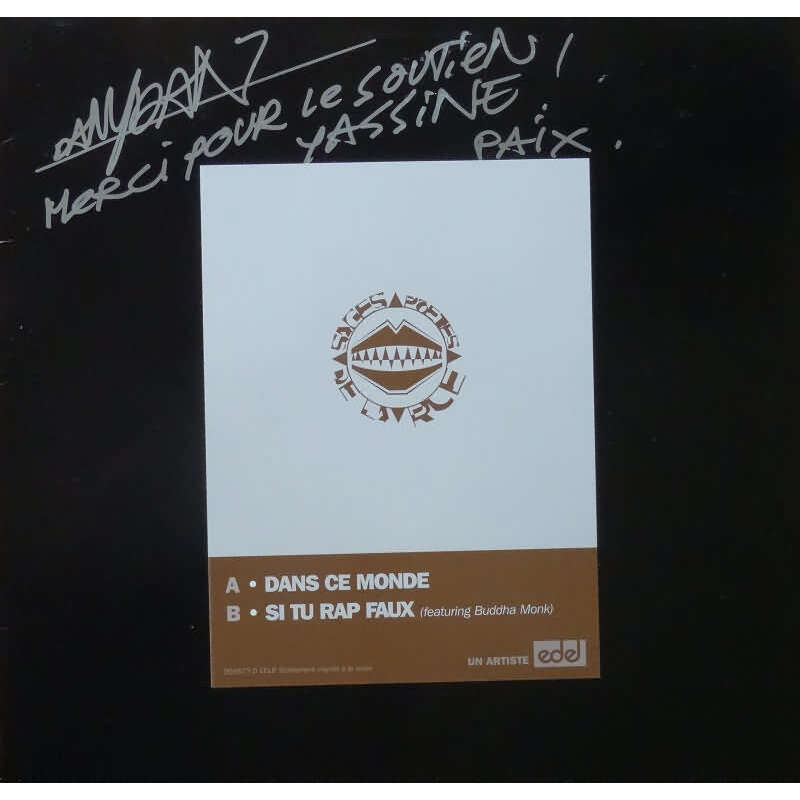 MERCI POUR LE SOUTIEN !
YASSINE.
PAIX.
SAGES POETES
DE LA RUE
A • DANS CE MONDE
B • SI TU RAP FAUX (featuring Buddha Monk)
UN ARTISTE edel